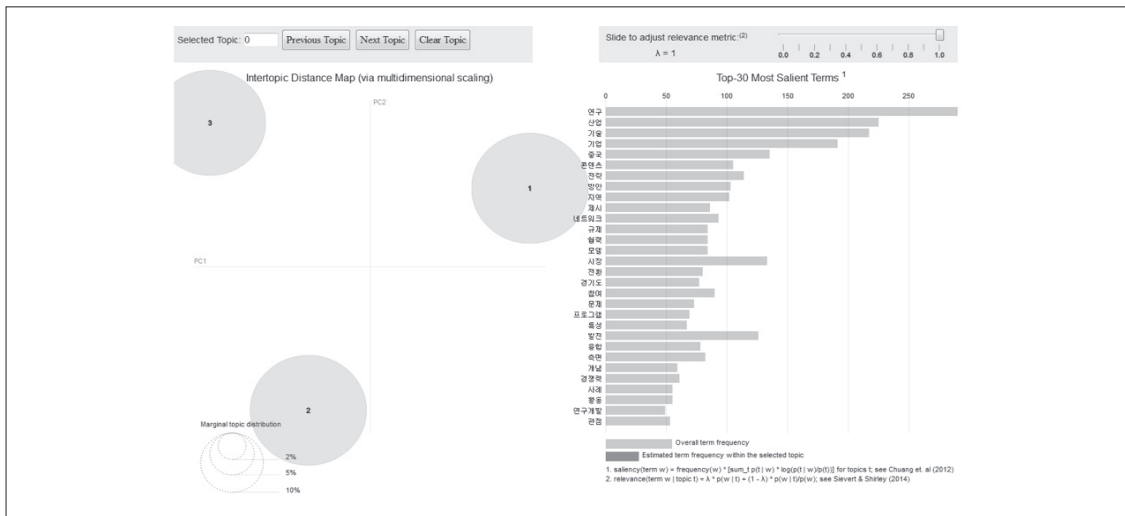 Selected Topic: 0 Previous Topic Next Topic Clear Topic
Slide to adjust relevance metric:(2)
λ = 1
0.0 0.2 0.4 0.6 0.8 1.0
Intertopic Distance Map (via multidimensional scaling)
PC2
PC1
3
1
2
Marginal topic distribution
2%
5%
10%
Top-30 Most Salient Terms 1
0 50 100 150 200 250
연구
산업
기술
기업
중국
콘텐츠
전략
방안
지역
제시
네트워크
규제
협력
모델
시장
전환
경기도
참여
문제
프로그램
특성
발전
융합
측면
개념
경쟁력
사례
활동
연구개발
관점
Overall term frequency
Estimated term frequency within the selected topic
1. saliency(term w) = frequency(w) * [sum_t p(t | w) * log(p(t | w)/p(t))] for topics t; see Chuang et. al (2012)
2. relevance(term w | topic t) = λ * p(w | t) + (1 - λ) * p(w | t)/p(w); see Sievert & Shirley (2014)